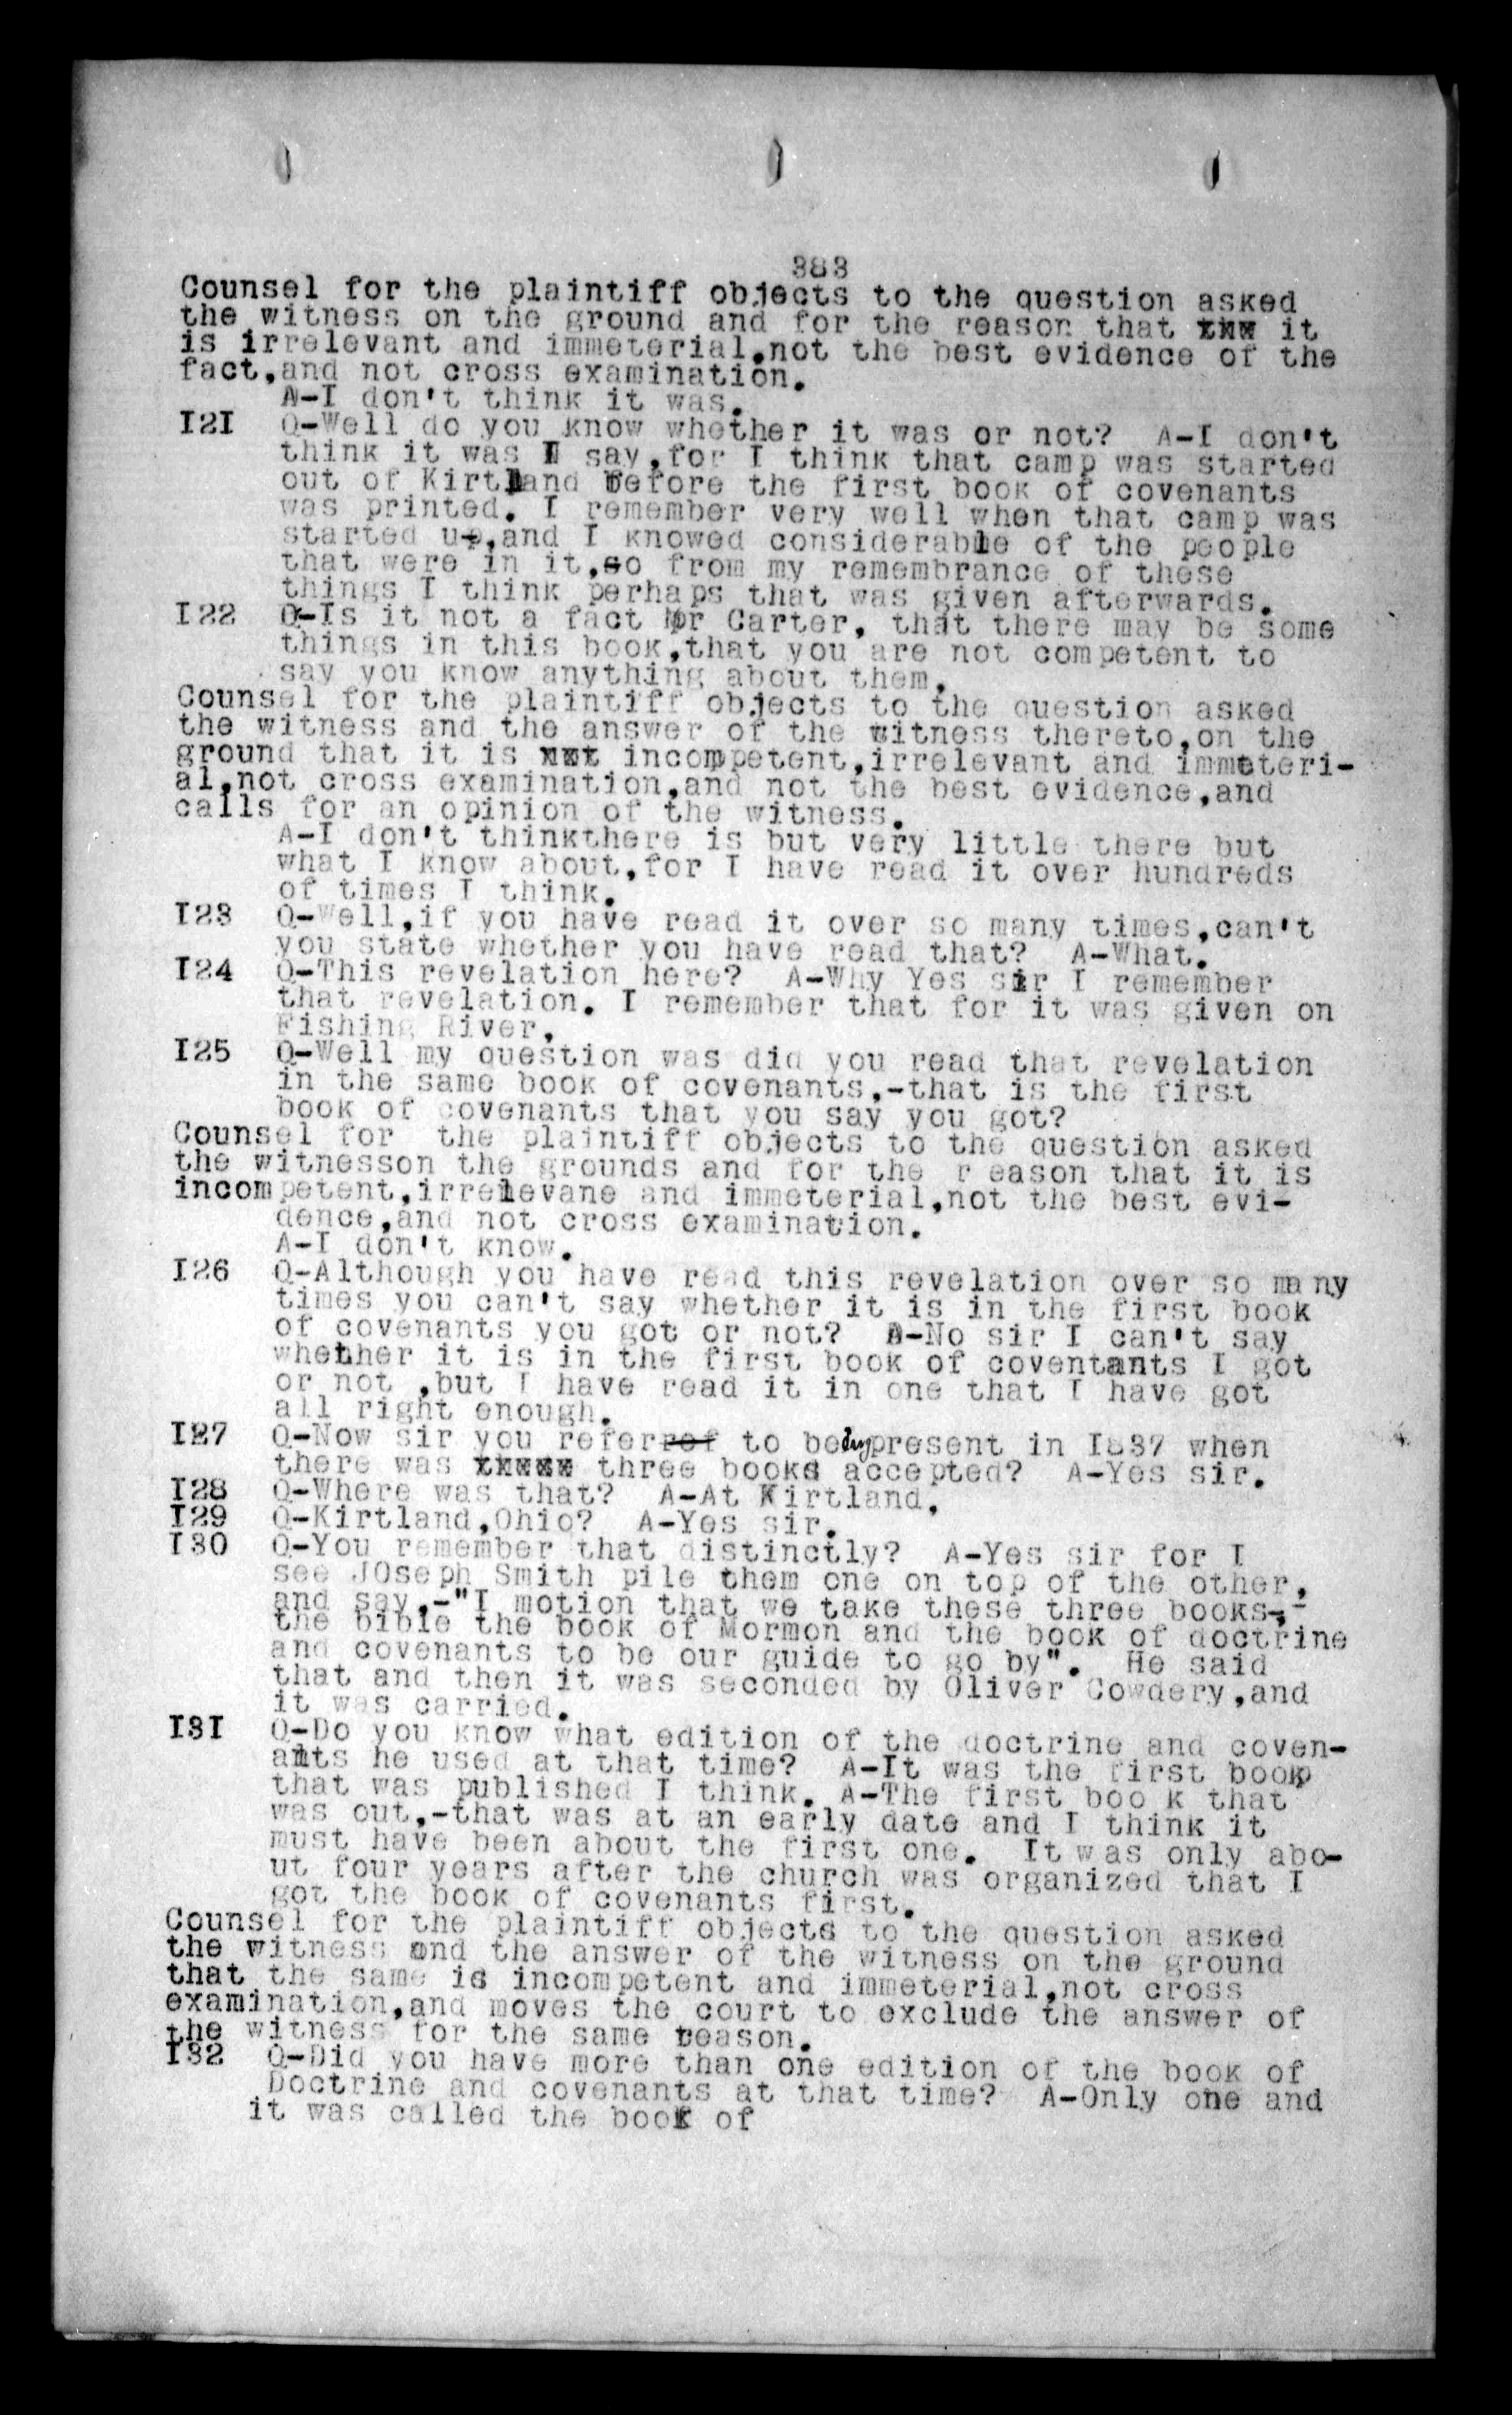 383
Counsel for the plaintiff objects to the question asked
the witness on the ground and for the reason that it
is irrelevant and immeterial,not the best evidence of the
fact,and not cross examination.
A-I don't think it was.
I2I Q-Well do you know whether it was or not? A-I don't
think it was I say,for I think that camp was started
out of Kirtland before the first book of covenants
was printed. I remember very well when that camp was
started up,and I knowed considerable of the people
that were in it,so from my remembrance of these
things I think perhaps that was given afterwards.
I22 Q-Is it not a fact Mr Carter, that there may be some
things in this book,that you are not competent to
say you know anything about them.
Counsel for the plaintiff objects to the question asked
the witness and the answer of the witness thereto,on the
ground that it is incompetent,irrelevant and immeteri-
al,not cross examination,and not the best evidence,and
calls for an opinion of the witness.
A-I don't thinkthere is but very little there but
what I know about,for I have read it over hundreds
of times I think.
I23 Q-Well,if you have read it over so many times,can't
you state whether you have read that? A-What.
I24 Q-This revelation here? A-Why Yes sir I remember
that revelation. I remember that for it was given on
Fishing River.
I25 Q-Well my question was did you read that revelation
in the same book of covenants,-that is the first
book of covenants that you say you got?
Counsel for the plaintiff objects to the question asked
the witnesson the grounds and for the r eason that it is
incompetent,irrelevane and immeterial,not the best evi-
dence,and not cross examination.
A-I don't know.
I26 Q-Although you have read this revelation over so many
times you can't say whether it is in the first book
of covenants you got or not? A-No sir I can't say
whether it is in the first book of coventants I got
or not ,but I have read it in one that I have got
all right enough.
I27 Q-Now sir you referref to being present in I837 when
there was three books accepted? A-Yes sir.
I28 Q-Where was that? A-At Kirtland.
I29 Q-Kirtland,Ohio? A-Yes sir.
I30 Q-You remember that distinctly? A-Yes sir for I
see JOseph Smith pile them one on top of the other,
and say,-"I motion that we take these three books,-
the bible the book of Mormon and the book of doctrine
and covenants to be our guide to go by". He said
that and then it was seconded by Oliver Cowdery,and
it was carried.
I3I Q-Do you know what edition of the doctrine and coven-
ants he used at that time? A-It was the first book
that was published I think. A-The first boo k that
was out,-that was at an early date and I think it
must have been about the first one. It was only abo-
ut four years after the church was organized that I
got the book of covenants first.
Counsel for the plaintiff objects to the question asked
the witness and the answer of the witness on the ground
that the same is incompetent and immeterial,not cross
examination,and moves the court to exclude the answer of
the witness for the same reason.
I32 Q-Did you have more than one edition of the book of
Doctrine and covenants at that time? A-Only one and
it was called the book of